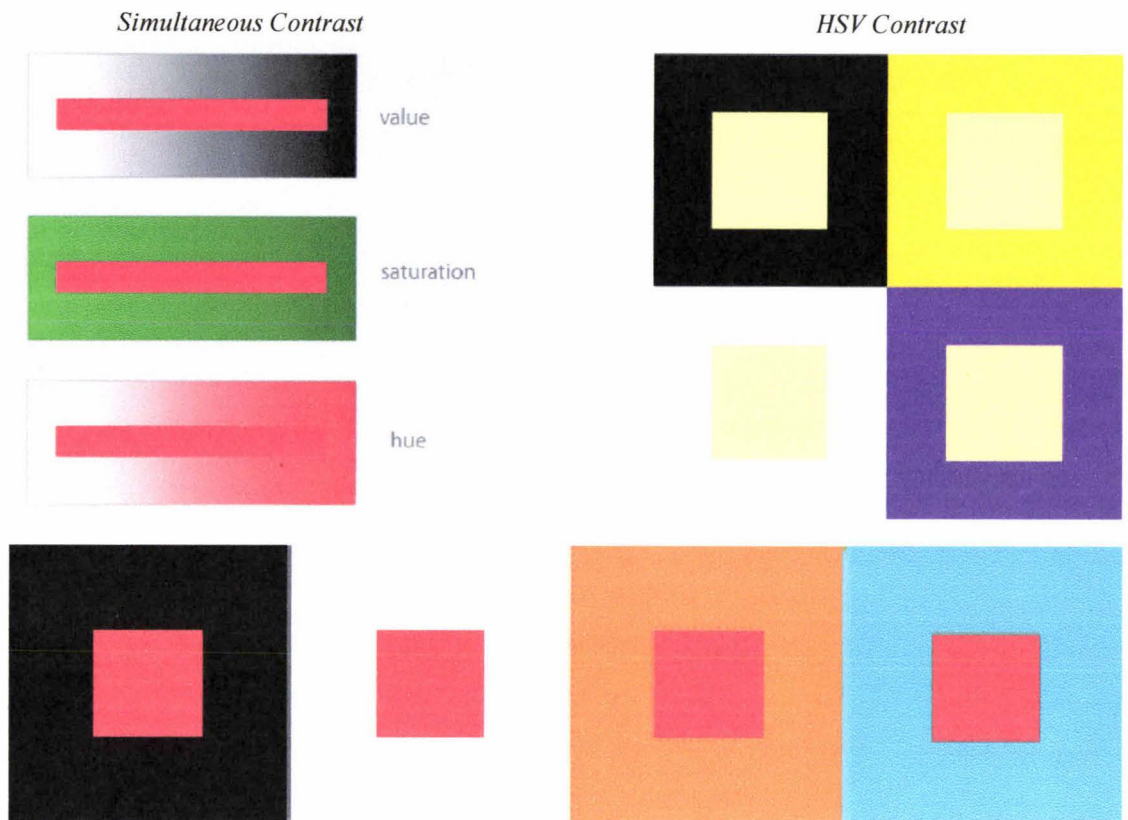 Simultaneous Contrast
HSV Contrast
value
saturation
hue